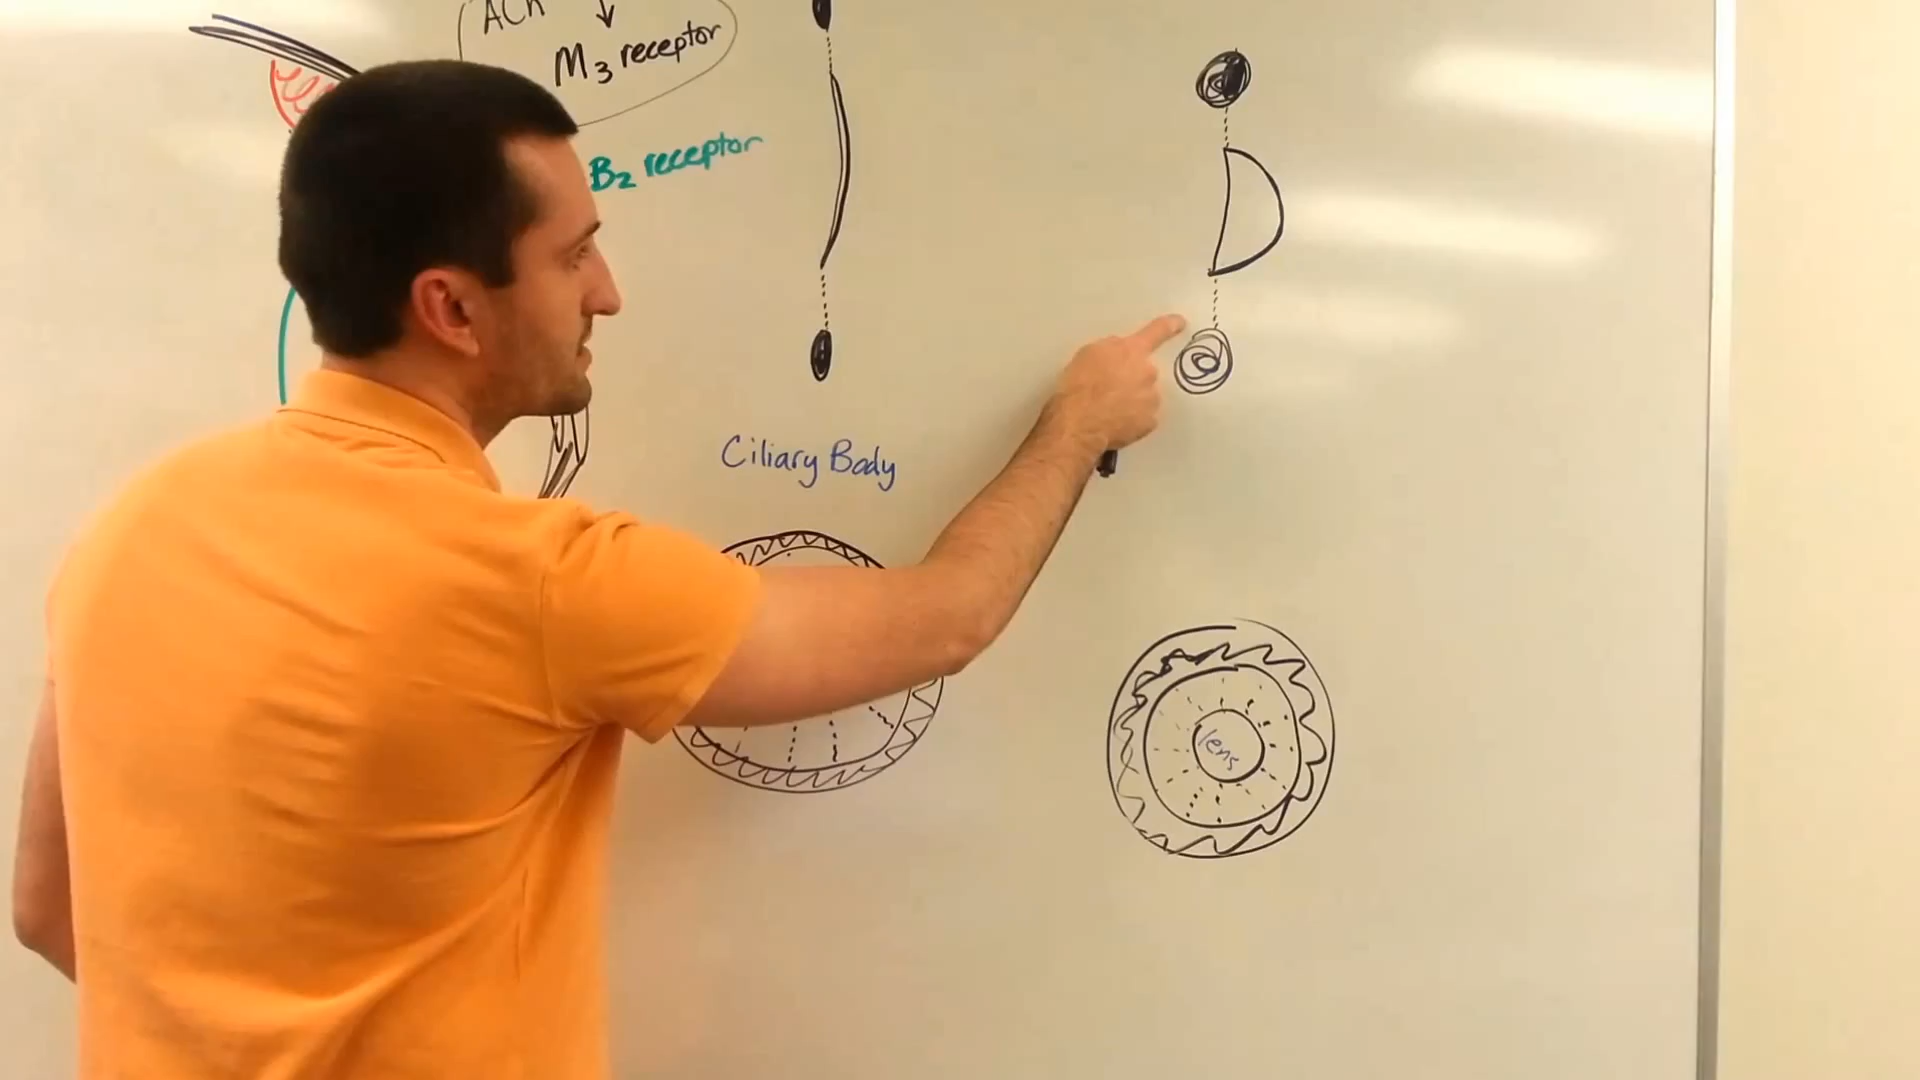 ACh
M3 receptor
B2 receptor
Ciliary Body
lens